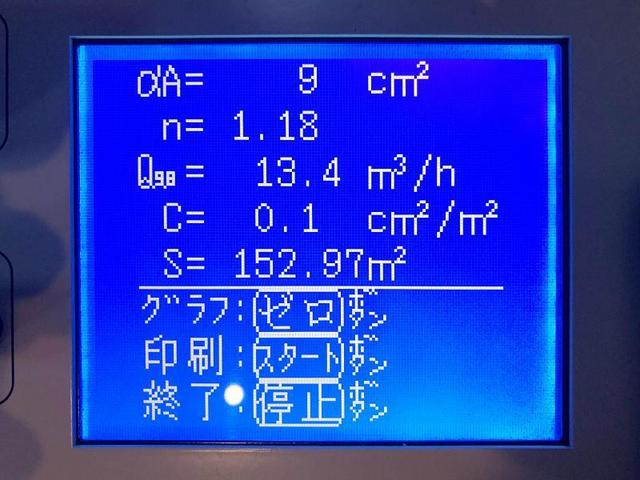 αA= 9 cm²
n= 1.18
Q9.8= 13.4 m³/h
C= 0.1 cm²/m²
S= 152.97m²
グラフ:ゼロボタン
印刷:スタートボタン
終了:停止ボタン